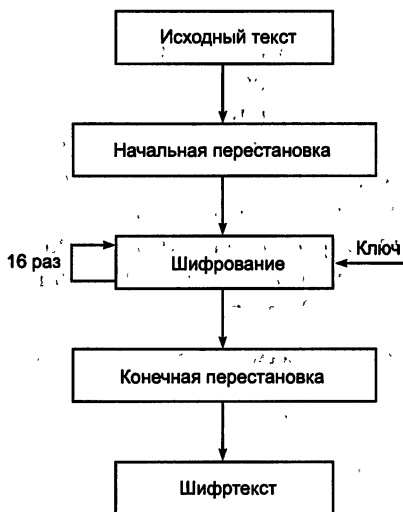 Исходный текст
Начальная перестановка
16 раз
Шифрование
Ключ
Конечная перестановка
Шифртекст